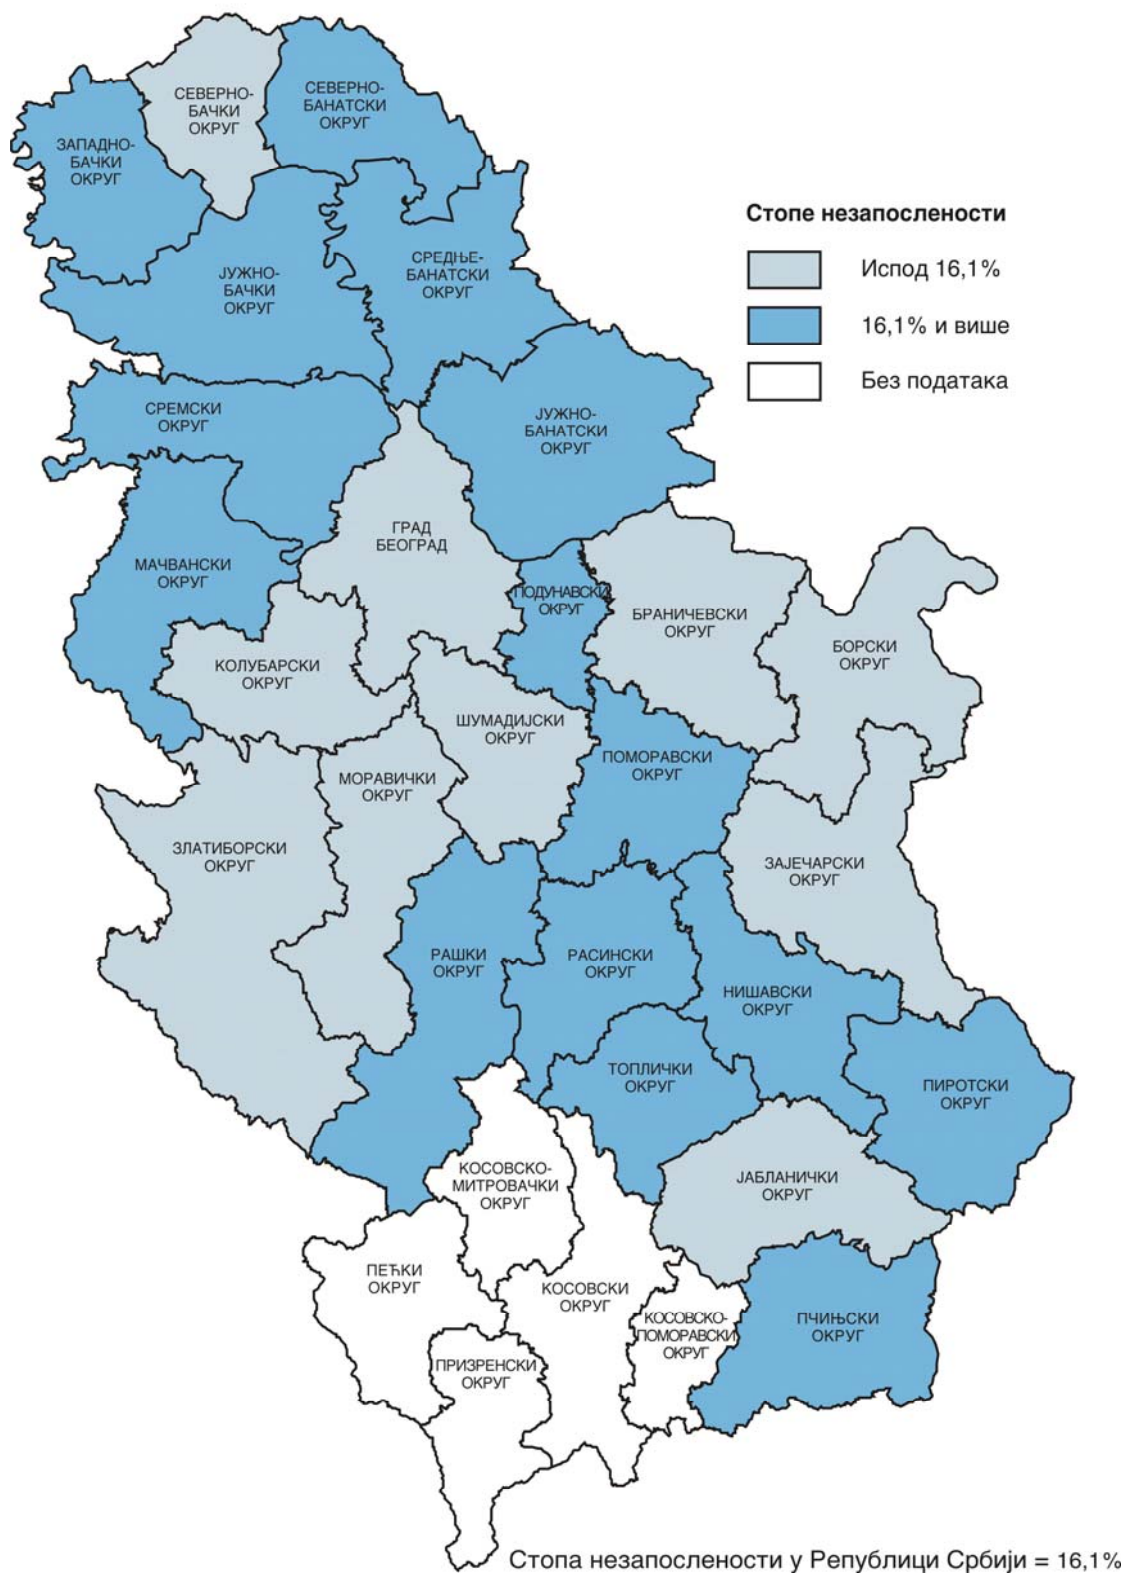 СЕВЕРНО-
БАЧКИ
ОКРУГ
СЕВЕРНО-
БАНАТСКИ
ОКРУГ
ЗАПАДНО-
БАЧКИ
ОКРУГ
Стопе незапослености
Испод 16,1%
16,1% и више
Без података
ЈУЖНО-
БАЧКИ
ОКРУГ
СРЕДЊЕ-
БАНАТСКИ
ОКРУГ
СРЕМСКИ
ОКРУГ
ЈУЖНО-
БАНАТСКИ
ОКРУГ
ГРАД
БЕОГРАД
МАЧВАНСКИ
ОКРУГ
ПОДУНАВСКИ
ОКРУГ
БРАНИЧЕВСКИ
ОКРУГ
БОРСКИ
ОКРУГ
КОЛУБАРСКИ
ОКРУГ
ШУМАДИЈСКИ
ОКРУГ
ПОМОРАВСКИ
ОКРУГ
МОРАВИЧКИ
ОКРУГ
ЗЛАТИБОРСКИ
ОКРУГ
ЗАЈЕЧАРСКИ
ОКРУГ
РАШКИ
ОКРУГ
РАСИНСКИ
ОКРУГ
НИШАВСКИ
ОКРУГ
ТОПЛИЧКИ
ОКРУГ
ПИРОТСКИ
ОКРУГ
КОСОВСКО-
МИТРОВАЧКИ
ОКРУГ
ЈАБЛАНИЧКИ
ОКРУГ
ПЕЋКИ
ОКРУГ
КОСОВСКИ
ОКРУГ
КОСОВСКО-
ПОМОРАВСКИ
ОКРУГ
ПЧИЊСКИ
ОКРУГ
ПРИЗРЕНСКИ
ОКРУГ
Стопа незапослености у Републици Србији = 16,1%